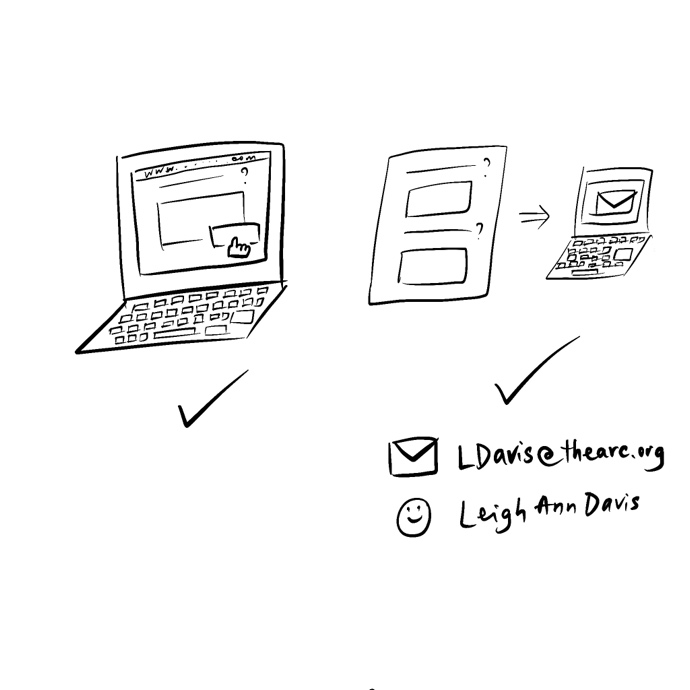 www. . . . . com
?
?
?
LDavis@thearc.org
Leigh Ann Davis